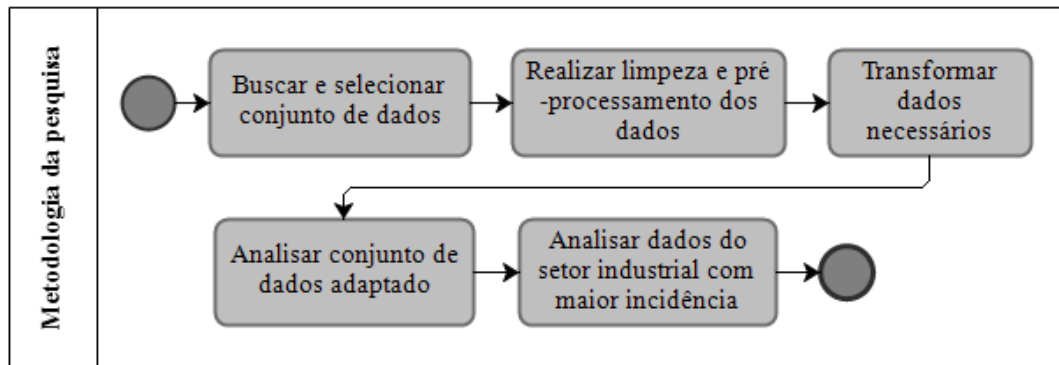 Metodologia da pesquisa
Buscar e selecionar
conjunto de dados
Realizar limpeza e pré
-processamento dos
dados
Transformar
dados
necessários
Analisar conjunto de
dados adaptado
Analisar dados do
setor industrial com
maior incidência